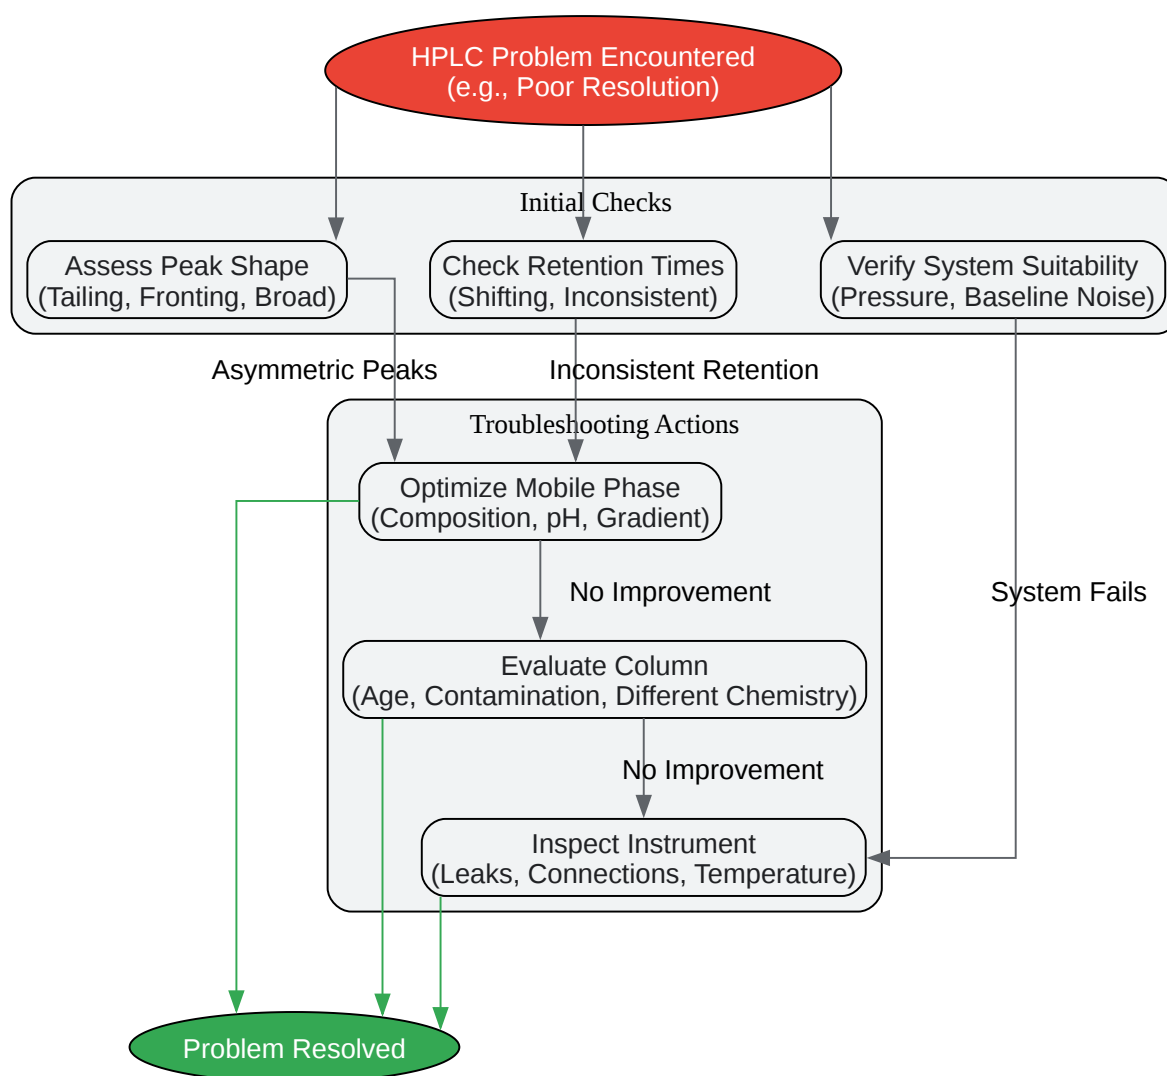 HPLC Problem Encountered
(e.g., Poor Resolution)
Initial Checks
Assess Peak Shape
(Tailing, Fronting, Broad)
Check Retention Times
(Shifting, Inconsistent)
Verify System Suitability
(Pressure, Baseline Noise)
Asymmetric Peaks
Inconsistent Retention
Troubleshooting Actions
Optimize Mobile Phase
(Composition, pH, Gradient)
No Improvement
System Fails
Evaluate Column
(Age, Contamination, Different Chemistry)
No Improvement
Inspect Instrument
(Leaks, Connections, Temperature)
Problem Resolved